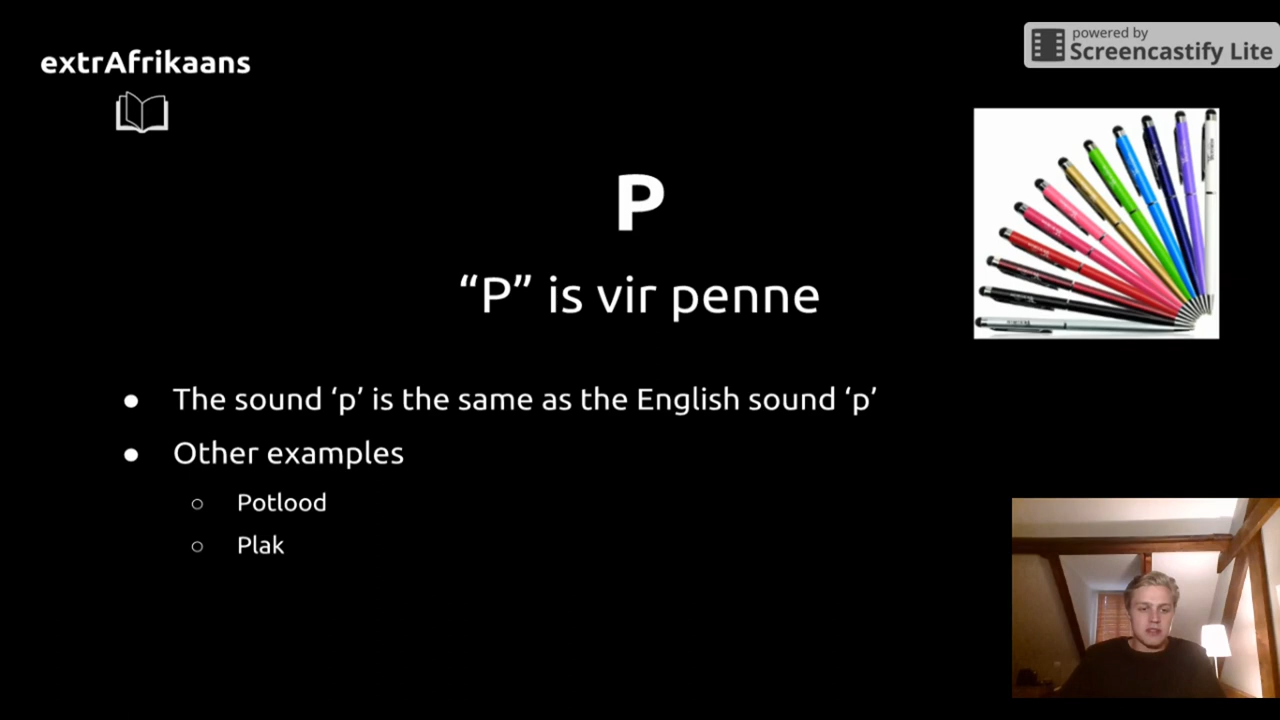 extrAfrikaans
powered by
Screencastify Lite
P
“P” is vir penne
● The sound ‘p’ is the same as the English sound ‘p’
● Other examples
○ Potlood
○ Plak